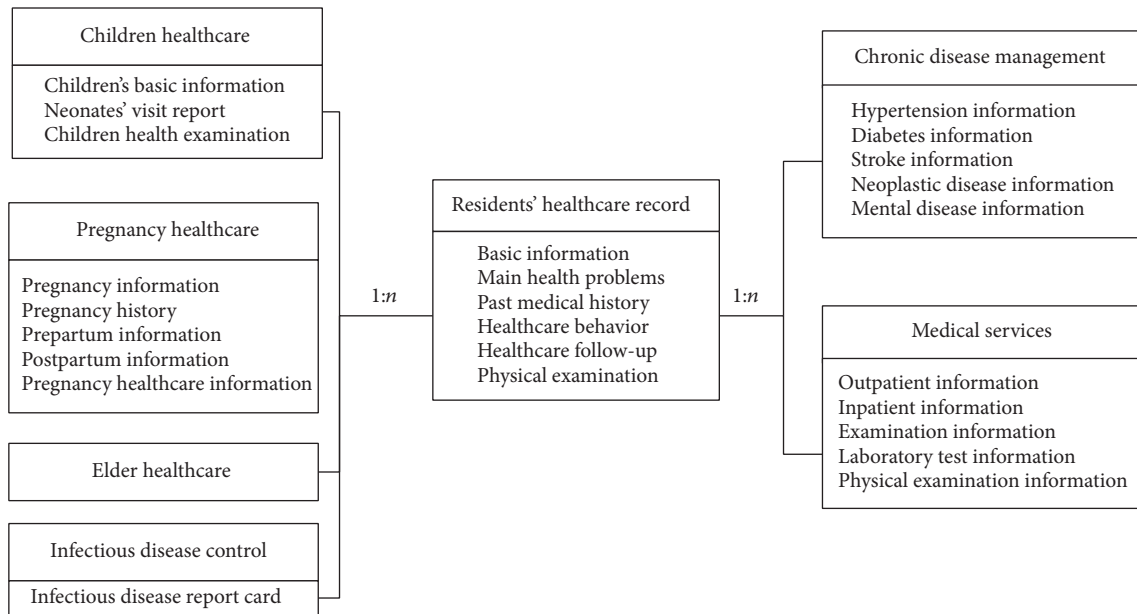 Children healthcare
Children's basic information
Neonates' visit report
Children health examination
Pregnancy healthcare
Pregnancy information
Pregnancy history
Prepartum information
Postpartum information
Pregnancy healthcare information
Elder healthcare
Infectious disease control
Infectious disease report card
1:n
Residents' healthcare record
Basic information
Main health problems
Past medical history
Healthcare behavior
Healthcare follow-up
Physical examination
1:n
Chronic disease management
Hypertension information
Diabetes information
Stroke information
Neoplastic disease information
Mental disease information
Medical services
Outpatient information
Inpatient information
Examination information
Laboratory test information
Physical examination information